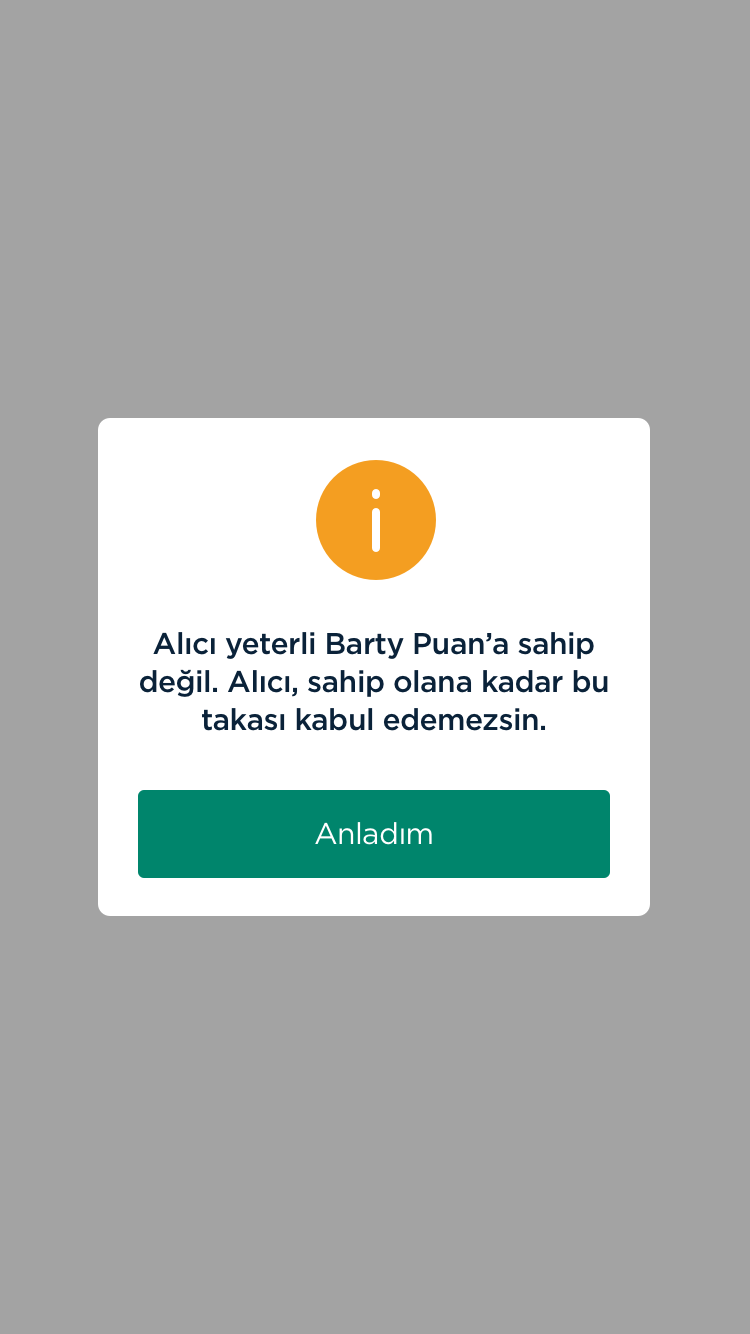 Alıcı yeterli Barty Puan’a sahip
değil. Alıcı, sahip olana kadar bu
takası kabul edemezsin.
Anladım